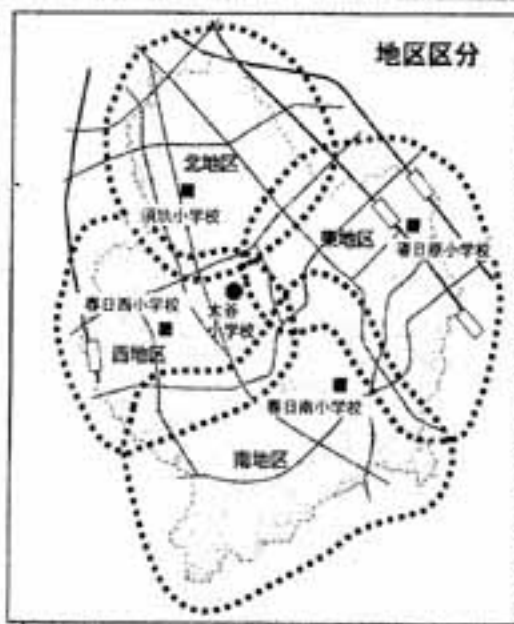 地区区分
北地区
須玖小学校
東地区
春日原小学校
春日西小学校
大谷
小学校
西地区
春日南小学校
南地区